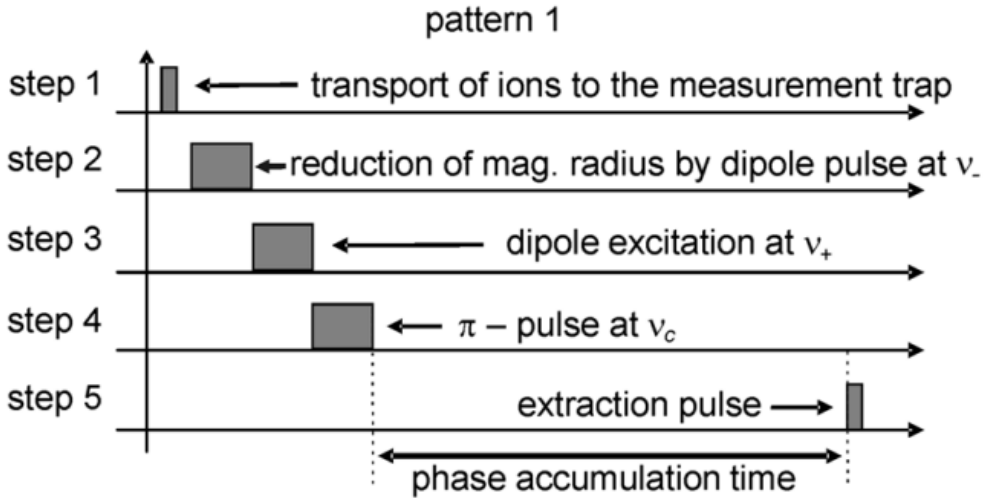 pattern 1
step 1
transport of ions to the measurement trap
step 2
reduction of mag. radius by dipole pulse at ν₋
step 3
dipole excitation at ν₊
step 4
π – pulse at νc
step 5
extraction pulse
phase accumulation time